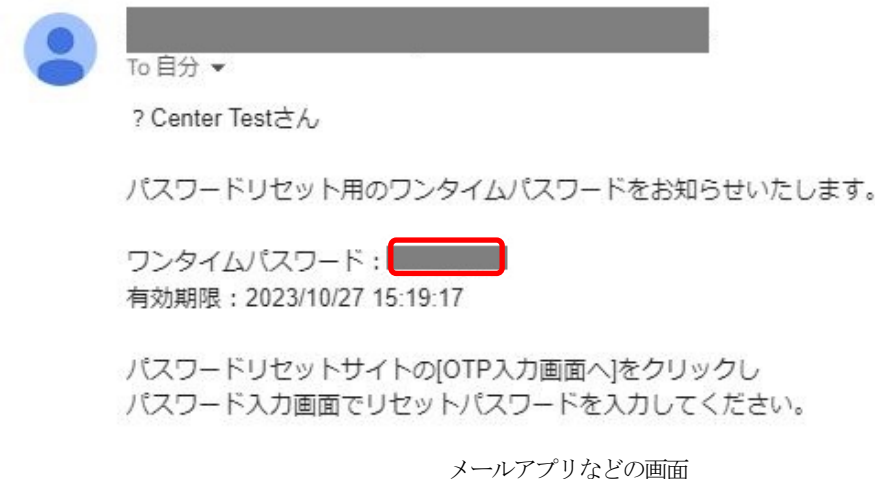 To 自分
? Center Testさん
パスワードリセット用のワンタイムパスワードをお知らせいたします。
ワンタイムパスワード：
有効期限：2023/10/27 15:19:17
パスワードリセットサイトの[OTP入力画面へ]をクリックし
パスワード入力画面でリセットパスワードを入力してください。
メールアプリなどの画面